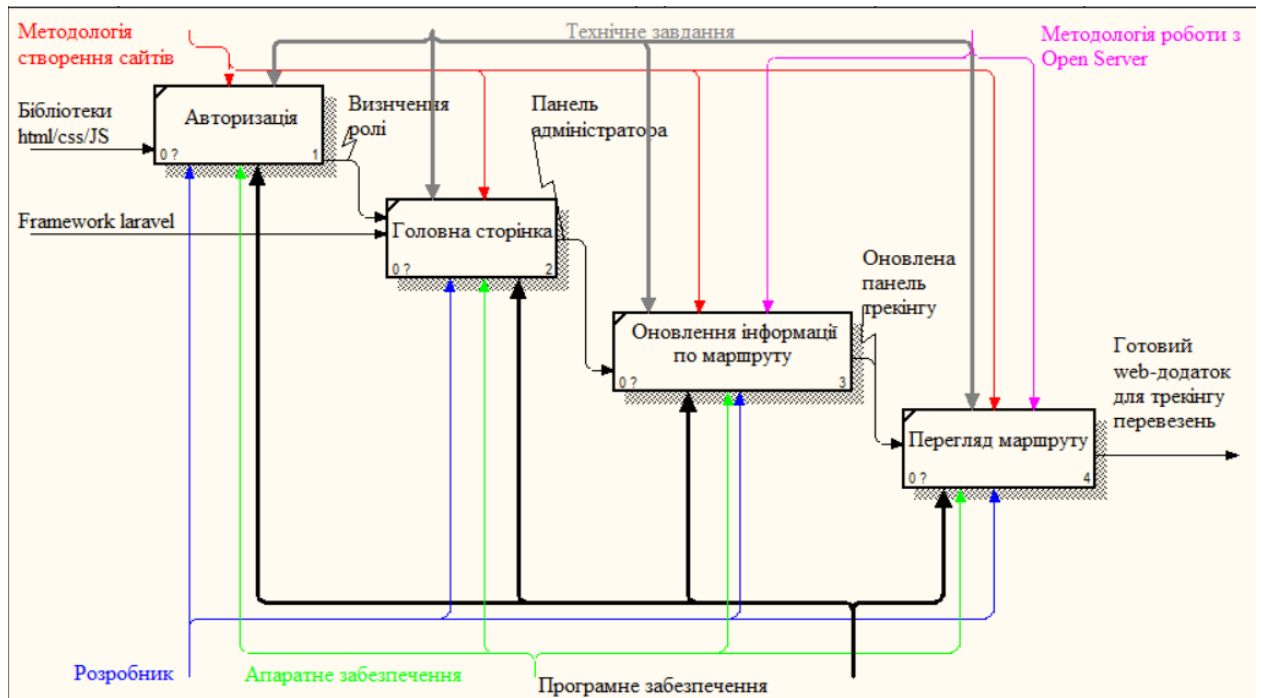 Методологія
створення сайтів
Технічне завдання
Методологія роботи з
Open Server
Бібліотеки
html/css/JS
Авторизація
0 ?
1
Визнчення
ролі
Панель
адміністратора
Framework laravel
Головна сторінка
0 ?
2
Оновлена
панель
трекінгу
Оновлення інформації
по маршруту
0 ?
3
Готовий
web-додаток
для трекінгу
перевезень
Перегляд маршруту
0 ?
4
Розробник
Апаратне забезпечення
Програмне забезпечення